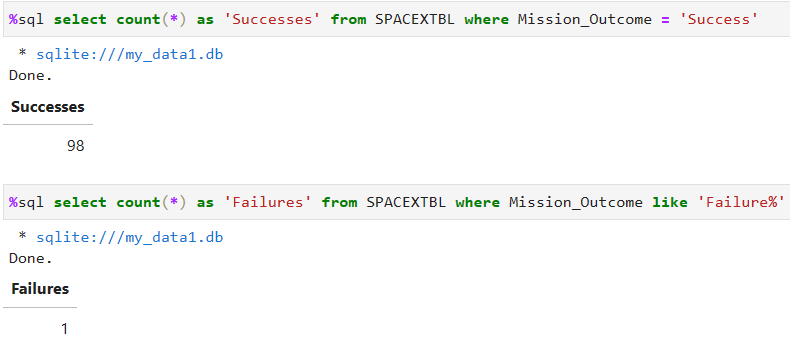 %sql select count(*) as 'Successes' from SPACEXTBL where Mission_Outcome = 'Success'
* sqlite:///my_data1.db
Done.
Successes
98
%sql select count(*) as 'Failures' from SPACEXTBL where Mission_Outcome like 'Failure%'
* sqlite:///my_data1.db
Done.
Failures
1